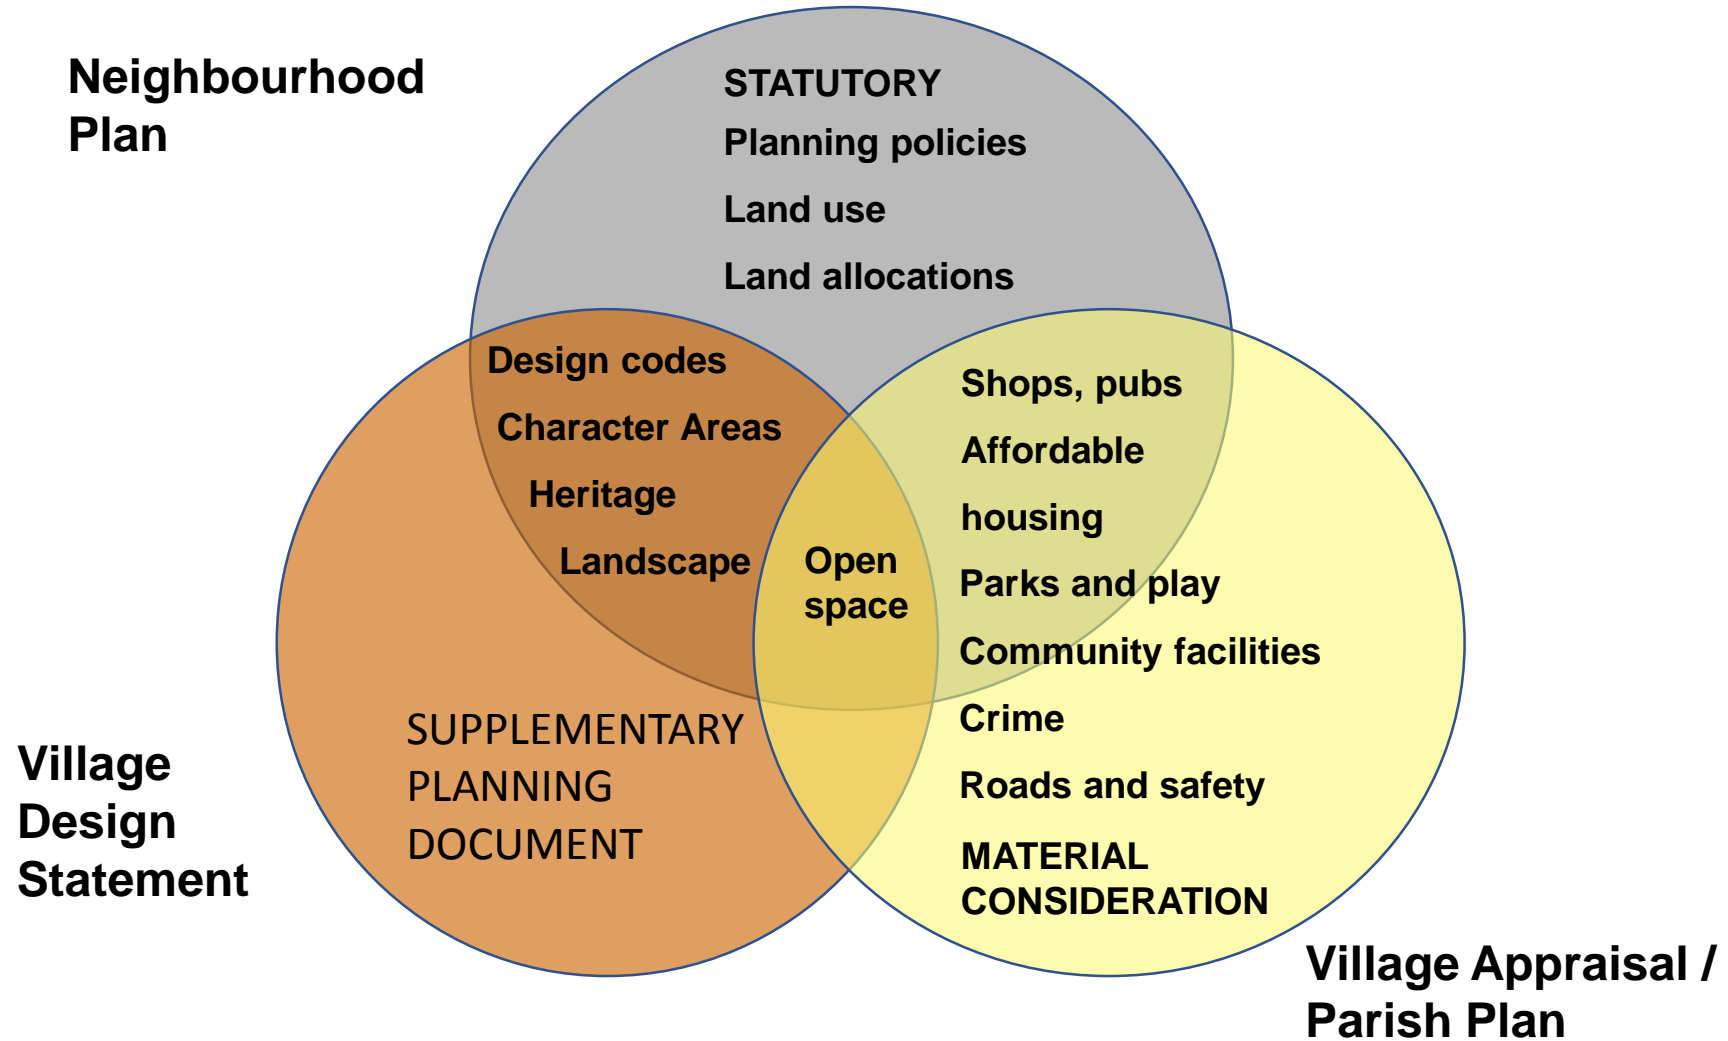 Neighbourhood
Plan
STATUTORY
Planning policies
Land use
Land allocations
Design codes
Character Areas
Heritage
Landscape
Open
space
Shops, pubs
Affordable
housing
Parks and play
Community facilities
Crime
Roads and safety
MATERIAL
CONSIDERATION
SUPPLEMENTARY
PLANNING
DOCUMENT
Village
Design
Statement
Village Appraisal /
Parish Plan